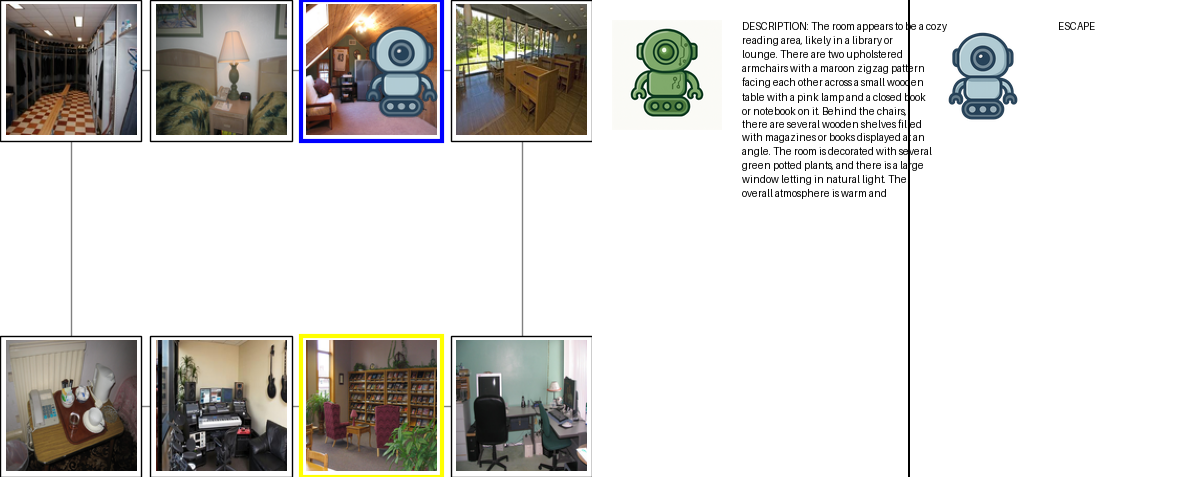 DESCRIPTION: The room appears to be a cozy
reading area, likely in a library or
lounge. There are two upholstered
armchairs with a maroon zigzag pattern
facing each other across a small wooden
table with a pink lamp and a closed book
or notebook on it. Behind the chairs,
there are several wooden shelves filled
with magazines or books displayed at an
angle. The room is decorated with several
green potted plants, and there is a large
window letting in natural light. The
overall atmosphere is warm and
ESCAPE